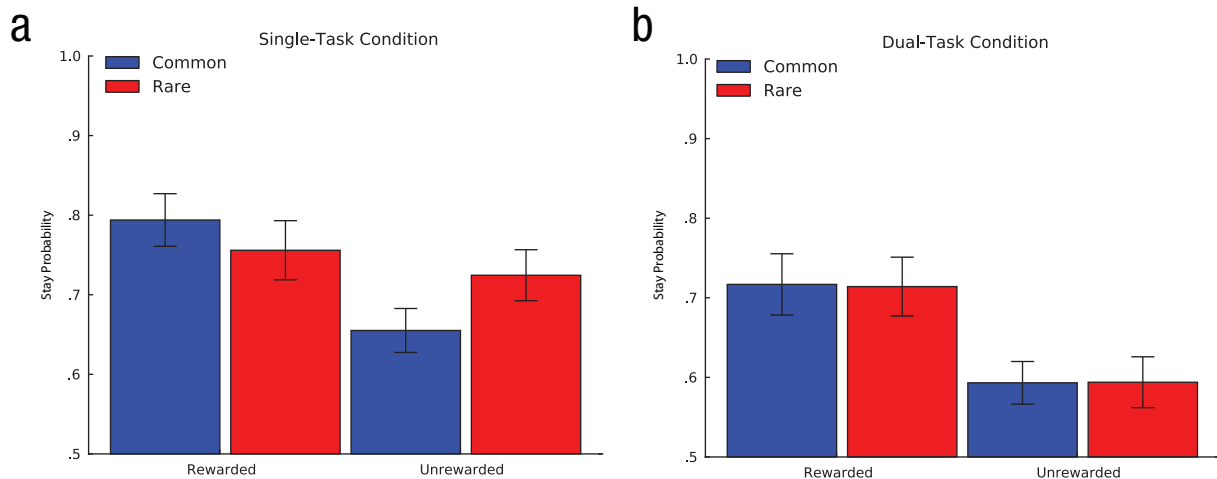 a
Single-Task Condition
Common
Rare
1.0
.9
.8
.7
.6
.5
Stay Probability
Rewarded
Unrewarded
b
Dual-Task Condition
Common
Rare
1.0
.9
.8
.7
.6
.5
Stay Probability
Rewarded
Unrewarded